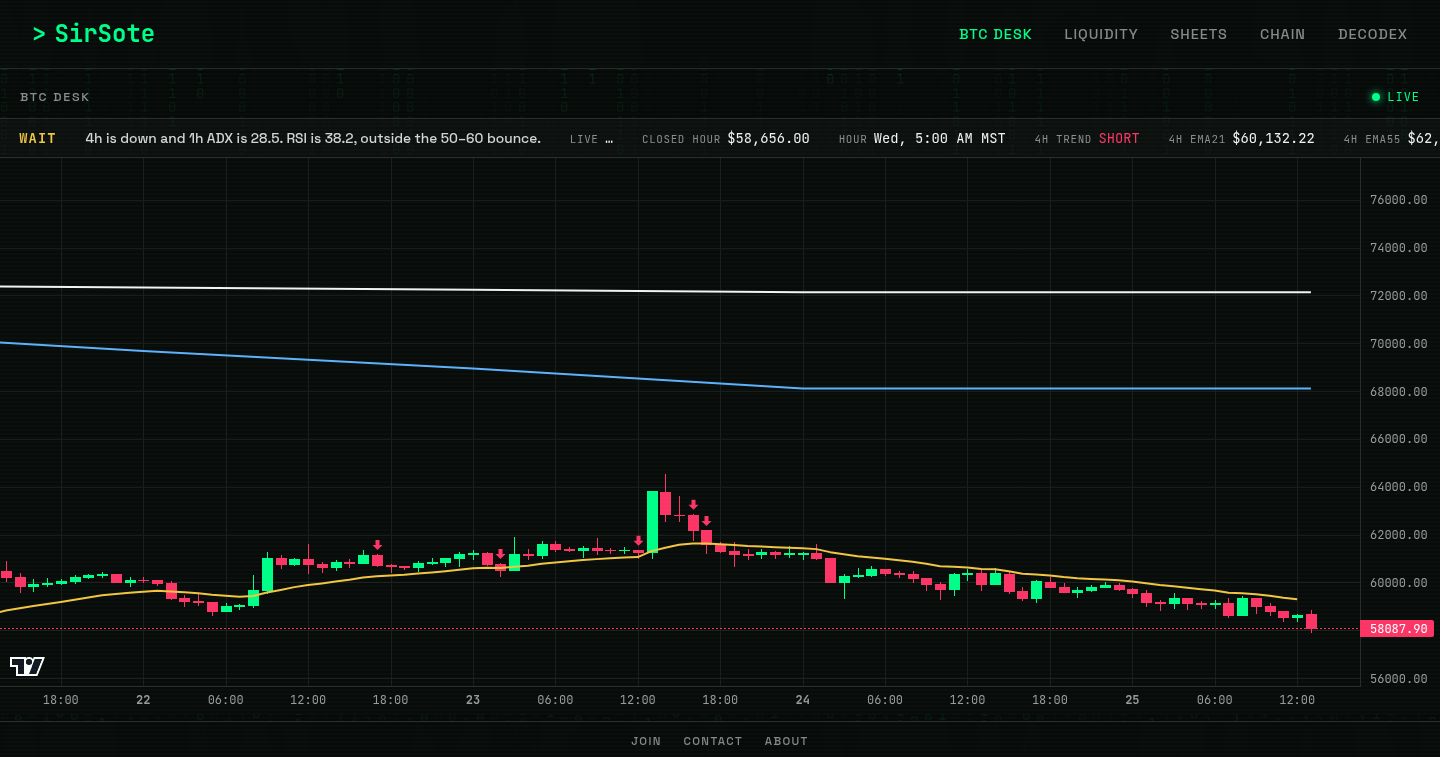 > SirSote
BTC DESK LIQUIDITY SHEETS CHAIN DECODEX
BTC DESK
LIVE
WAIT 4h is down and 1h ADX is 28.5. RSI is 38.2, outside the 50–60 bounce. LIVE … CLOSED HOUR $58,656.00 HOUR Wed, 5:00 AM MST 4H TREND SHORT 4H EMA21 $60,132.22 4H EMA55 $62,
76000.00
74000.00
72000.00
70000.00
68000.00
66000.00
64000.00
62000.00
60000.00
58087.90
56000.00
18:00 22 06:00 12:00 18:00 23 06:00 12:00 18:00 24 06:00 12:00 18:00 25 06:00 12:00
JOIN CONTACT ABOUT